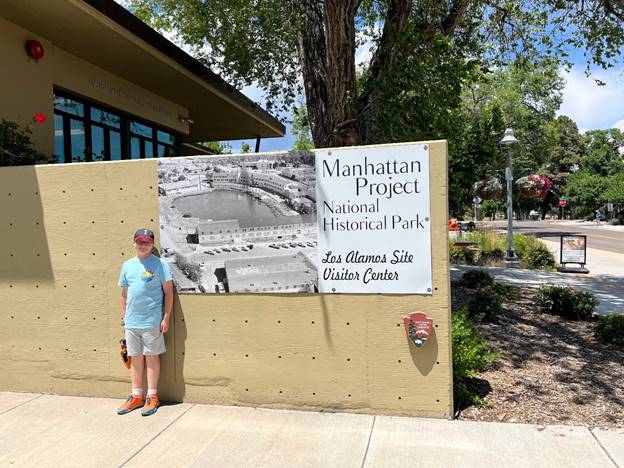 Manhattan
Project
National
Historical Park
Los Alamos Site
Visitor Center